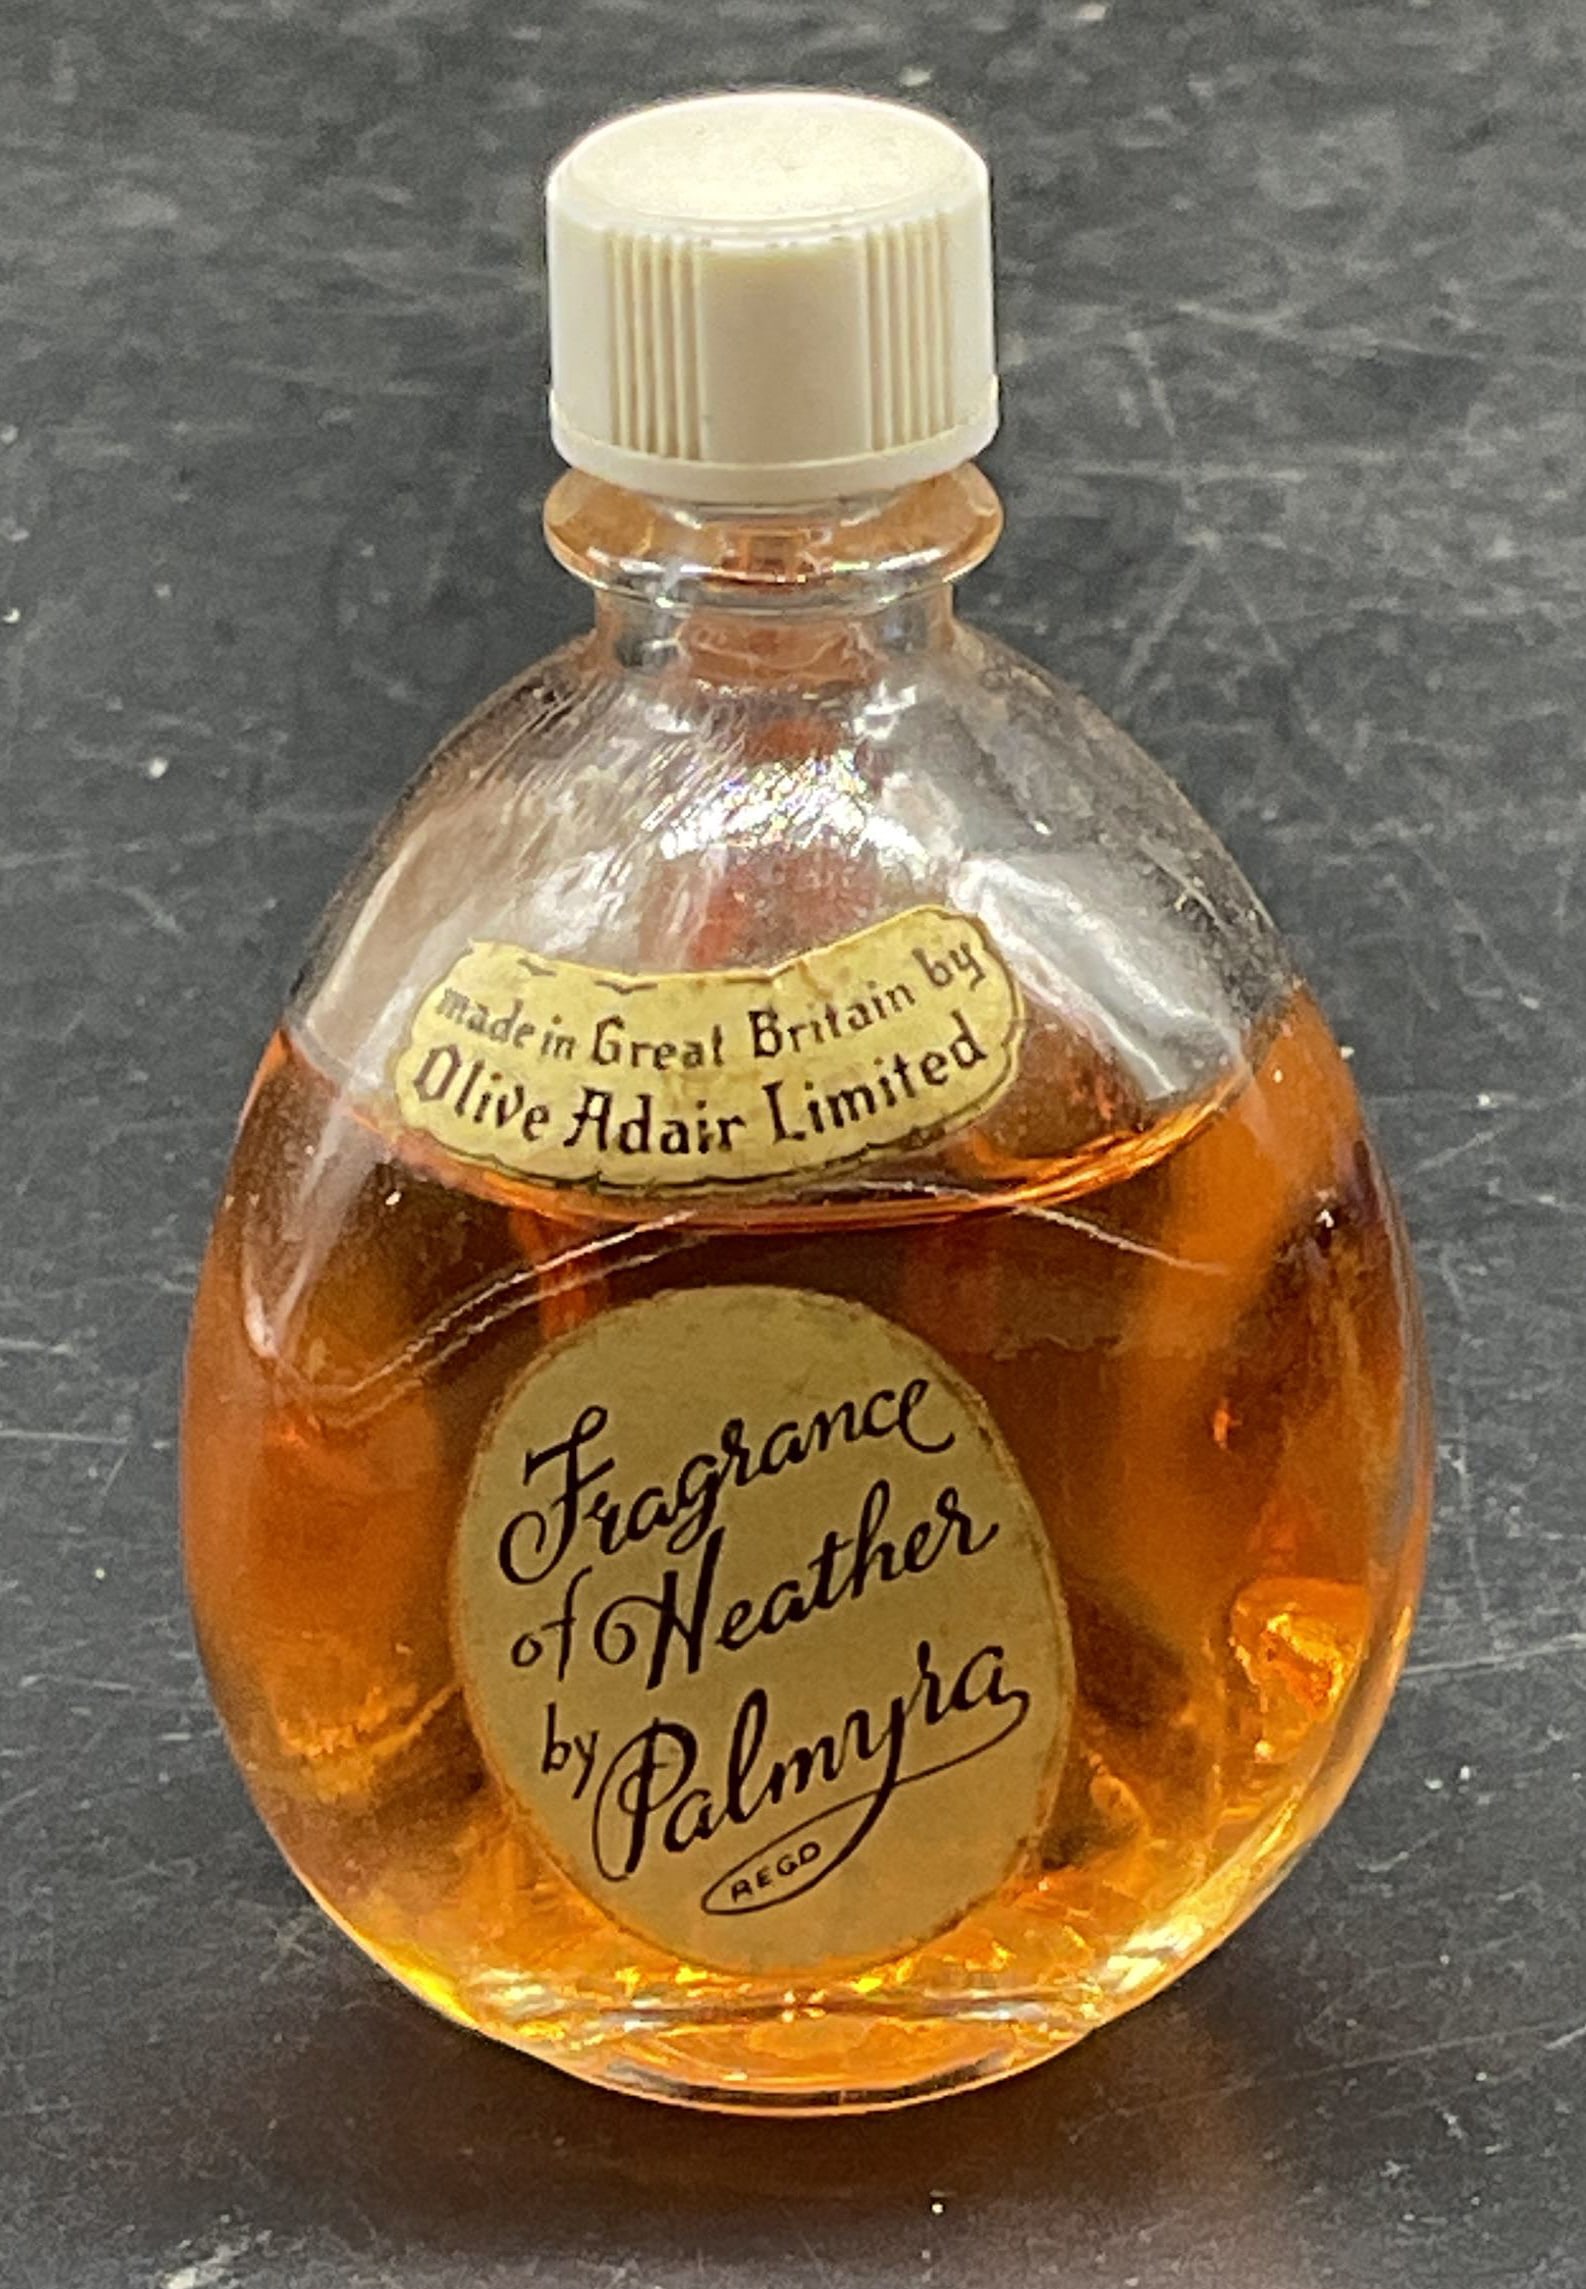 made in Great Britain by
Olive Adair Limited
Fragrance
of Heather
by Palmyra
REGD